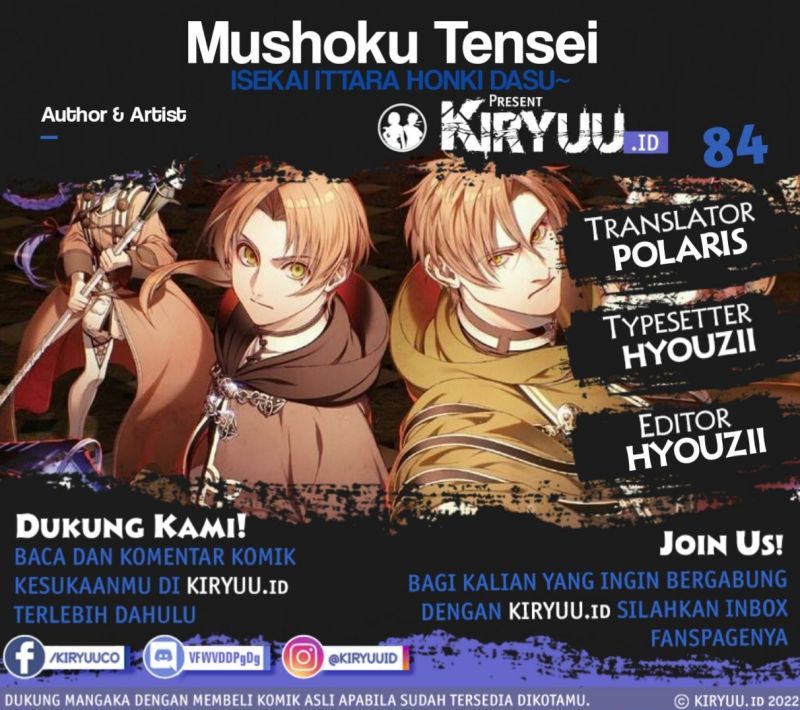 Mushoku Tensei
ISEKAI ITTARA HONKI DASU~
Author & Artist
–
PRESENT
KIRYUU.ID
84
TRANSLATOR
POLARIS
TYPESETTER
HYOUZII
EDITOR
HYOUZII
DUKUNG KAMI!
BACA DAN KOMENTAR KOMIK
KESUKAANMU DI KIRYUU.ID
TERLEBIH DAHULU
JOIN US!
BAGI KALIAN YANG INGIN BERGABUNG
DENGAN KIRYUU.ID SILAHKAN INBOX
FANSPAGENYA
/KIRYUUCO
VFWVDDPgDg
@KIRYUUID
DUKUNG MANGAKA DENGAN MEMBELI KOMIK ASLI APABILA SUDAH TERSEDIA DIKOTAMU.
© KIRYUU.ID 2022